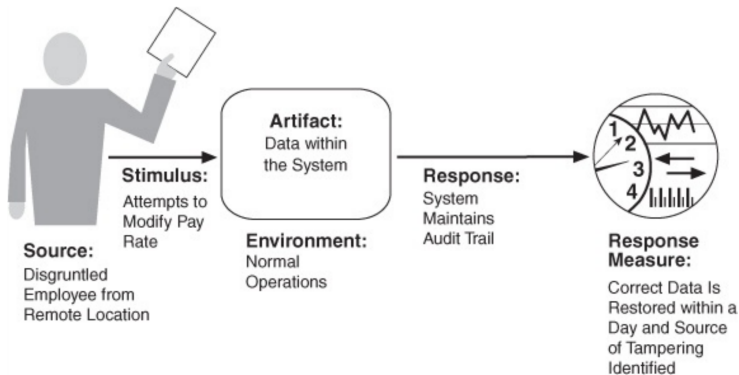 Source:
Disgruntled
Employee from
Remote Location
Stimulus:
Attempts to
Modify Pay
Rate
Artifact:
Data within
the System
Environment:
Normal
Operations
Response:
System
Maintains
Audit Trail
1
2
3
4
Response
Measure:
Correct Data Is
Restored within a
Day and Source
of Tampering
Identified